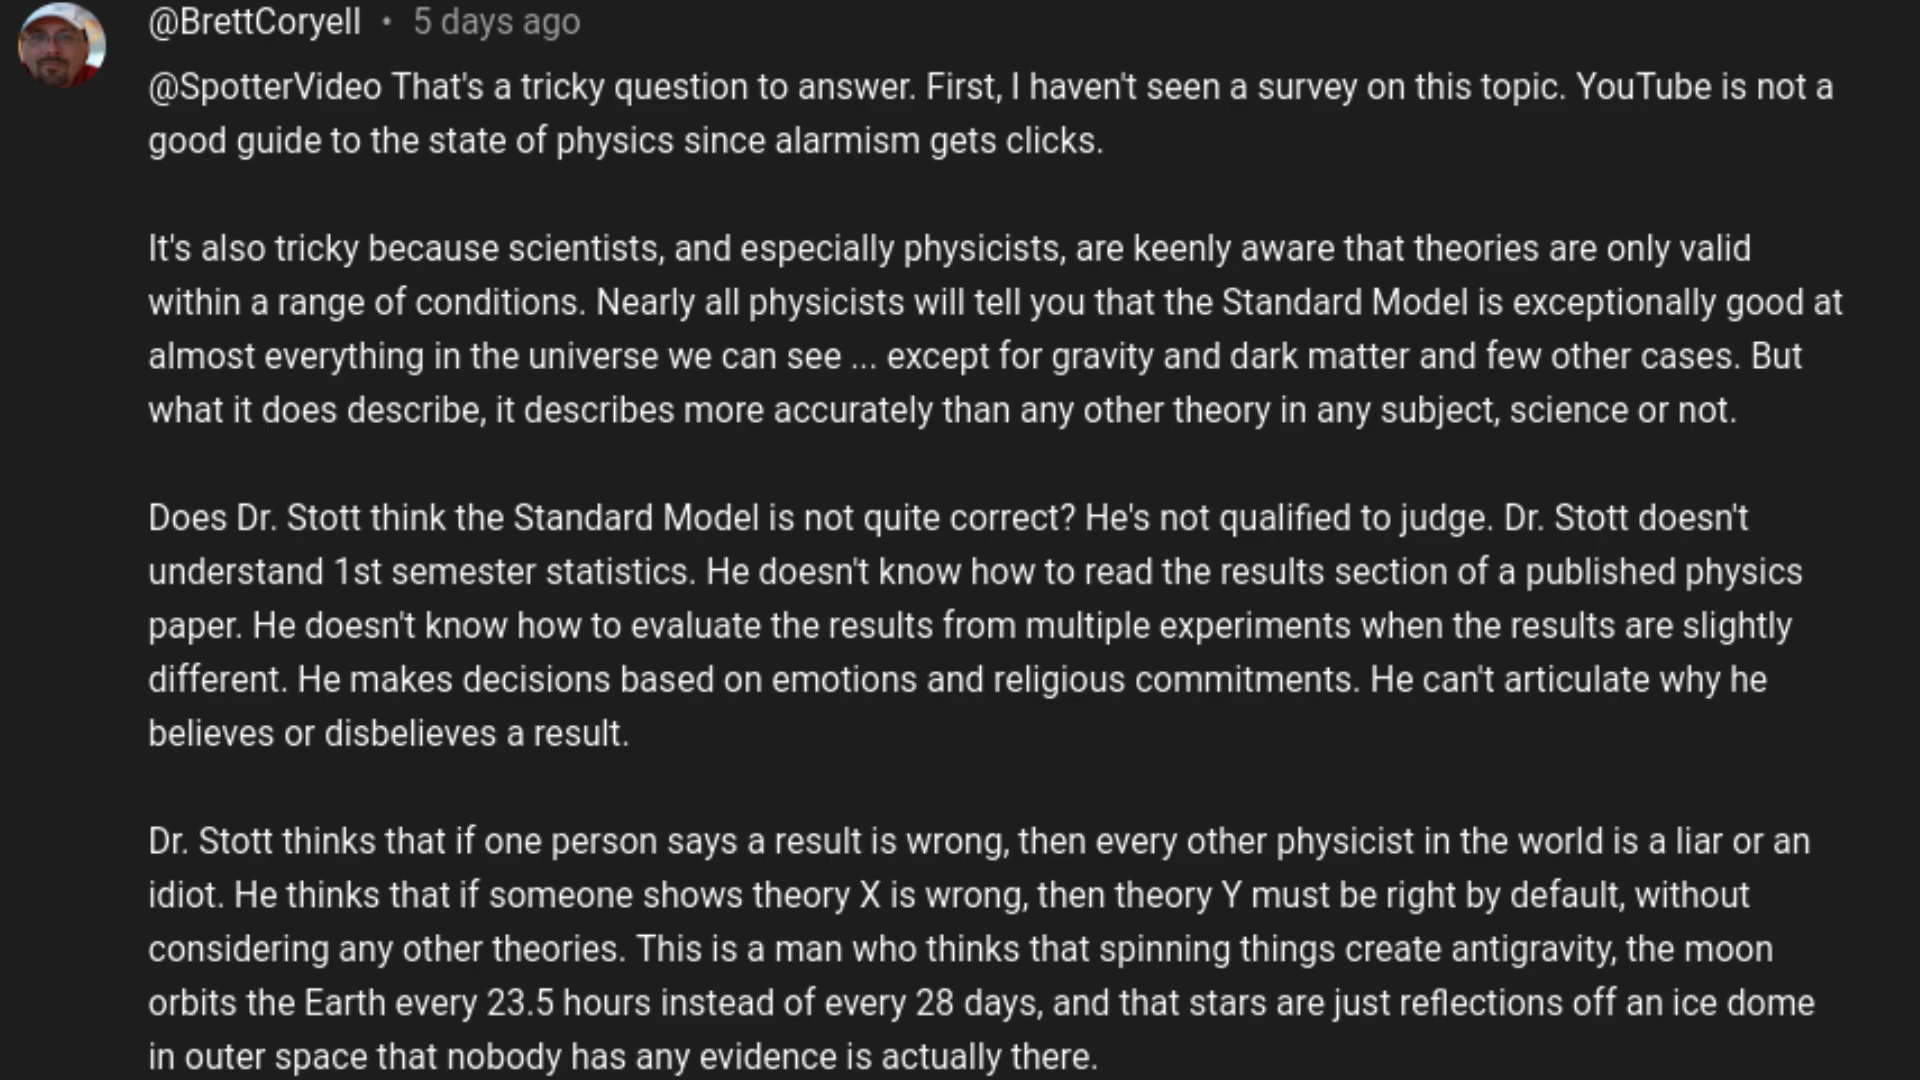 @BrettCoryell • 5 days ago
@SpotterVideo That's a tricky question to answer. First, I haven't seen a survey on this topic. YouTube is not a
good guide to the state of physics since alarmism gets clicks.
It's also tricky because scientists, and especially physicists, are keenly aware that theories are only valid
within a range of conditions. Nearly all physicists will tell you that the Standard Model is exceptionally good at
almost everything in the universe we can see ... except for gravity and dark matter and few other cases. But
what it does describe, it describes more accurately than any other theory in any subject, science or not.
Does Dr. Stott think the Standard Model is not quite correct? He's not qualified to judge. Dr. Stott doesn't
understand 1st semester statistics. He doesn't know how to read the results section of a published physics
paper. He doesn't know how to evaluate the results from multiple experiments when the results are slightly
different. He makes decisions based on emotions and religious commitments. He can't articulate why he
believes or disbelieves a result.
Dr. Stott thinks that if one person says a result is wrong, then every other physicist in the world is a liar or an
idiot. He thinks that if someone shows theory X is wrong, then theory Y must be right by default, without
considering any other theories. This is a man who thinks that spinning things create antigravity, the moon
orbits the Earth every 23.5 hours instead of every 28 days, and that stars are just reflections off an ice dome
in outer space that nobody has any evidence is actually there.